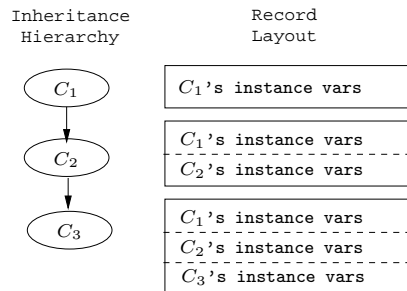 Inheritance Hierarchy
Record Layout
C₁
C₁'s instance vars
C₂
C₁'s instance vars
C₂'s instance vars
C₃
C₁'s instance vars
C₂'s instance vars
C₃'s instance vars